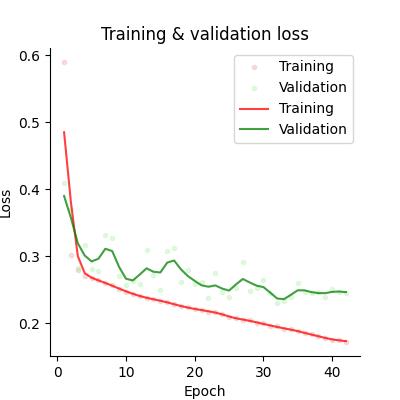 Training & validation loss
Training
Validation
Training
Validation
Loss
0.6
0.5
0.4
0.3
0.2
0 10 20 30 40
Epoch